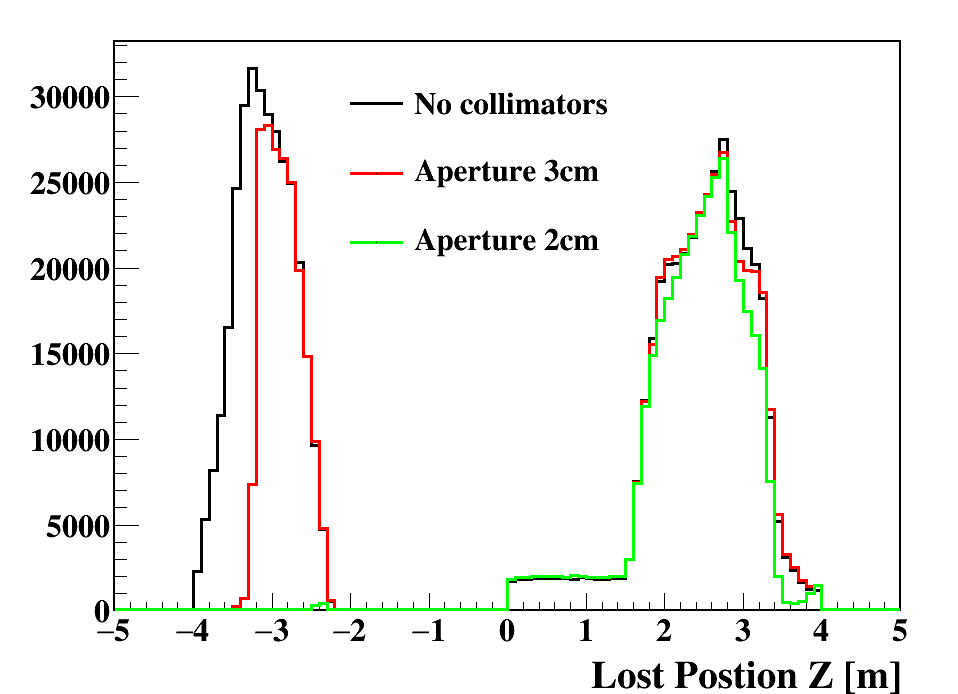 30000
25000
20000
15000
10000
5000
0
No collimators
Aperture 3cm
Aperture 2cm
−5 −4 −3 −2 −1 0 1 2 3 4 5
Lost Postion Z [m]